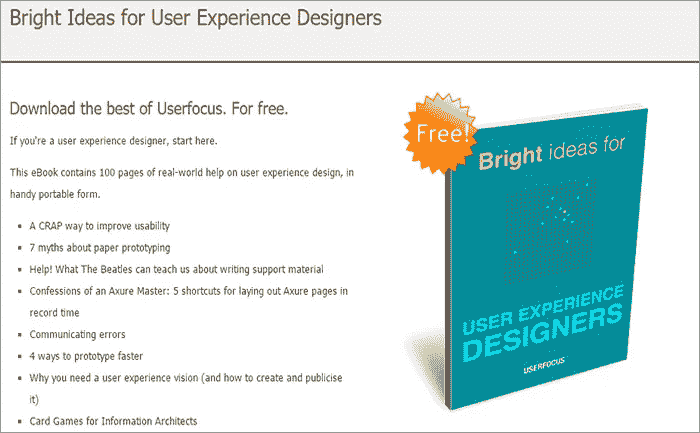 Bright Ideas for User Experience Designers
Download the best of Userfocus. For free.
If you're a user experience designer, start here.
This eBook contains 100 pages of real-world help on user experience design, in
handy portable form.
A CRAP way to improve usability
7 myths about paper prototyping
Help! What The Beatles can teach us about writing support material
Confessions of an Axure Master: 5 shortcuts for laying out Axure pages in
record time
Communicating errors
4 ways to prototype faster
Why you need a user experience vision (and how to create and publicise
it)
Card Games for Information Architects
Free!
Bright ideas for
UX
USER EXPERIENCE
DESIGNERS
USERFOCUS